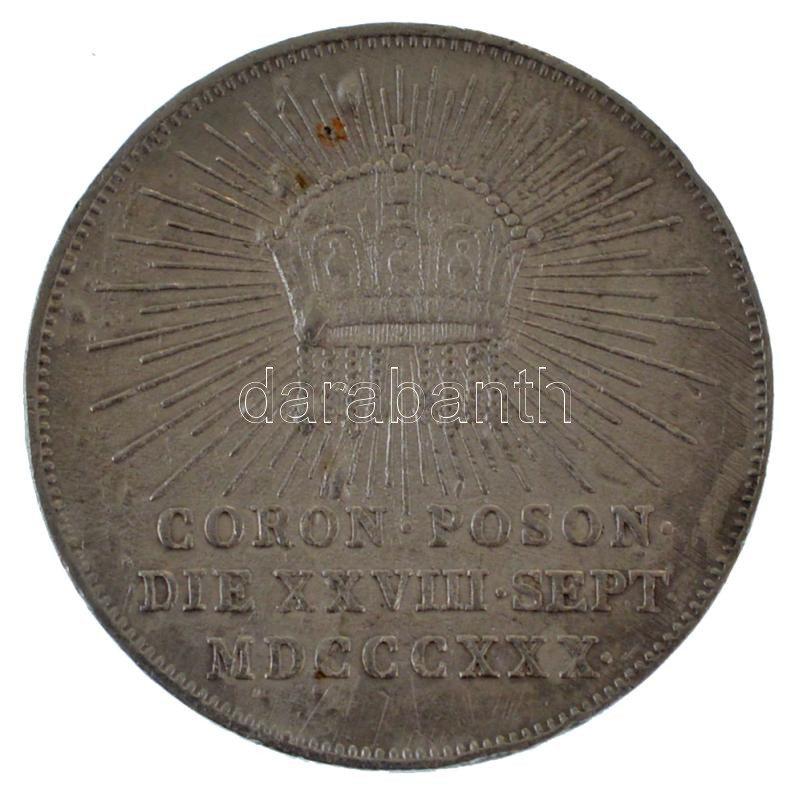 darabanth
CORON · POSON ·
DIE XXVIII · SEPT
MDCCCXXX ·